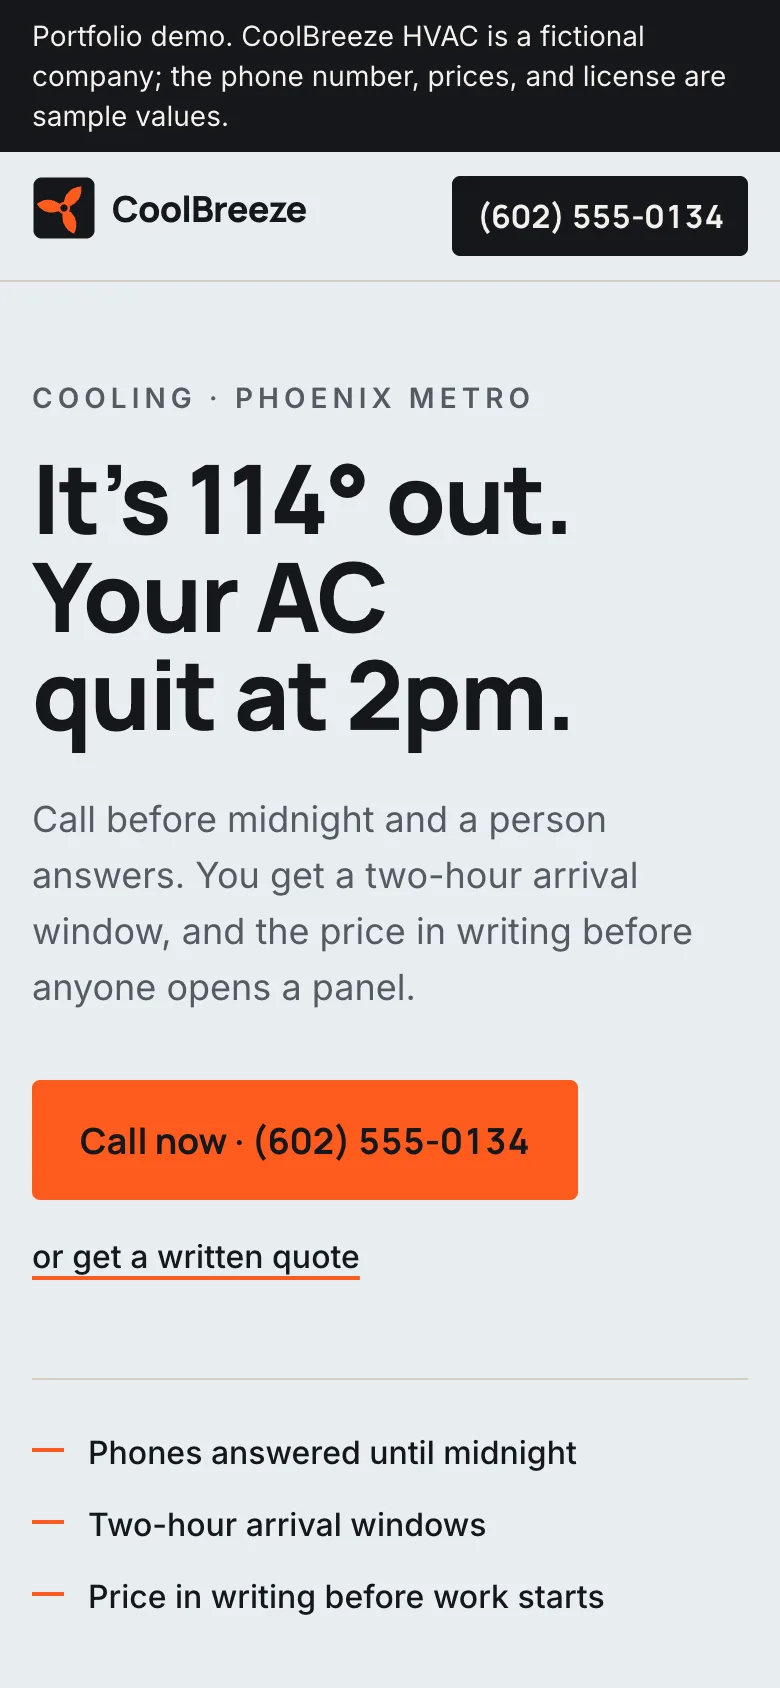 Portfolio demo. CoolBreeze HVAC is a fictional
company; the phone number, prices, and license are
sample values.
CoolBreeze
(602) 555-0134
COOLING · PHOENIX METRO
It’s 114° out.
Your AC
quit at 2pm.
Call before midnight and a person
answers. You get a two-hour arrival
window, and the price in writing before
anyone opens a panel.
Call now · (602) 555-0134
or get a written quote
Phones answered until midnight
Two-hour arrival windows
Price in writing before work starts